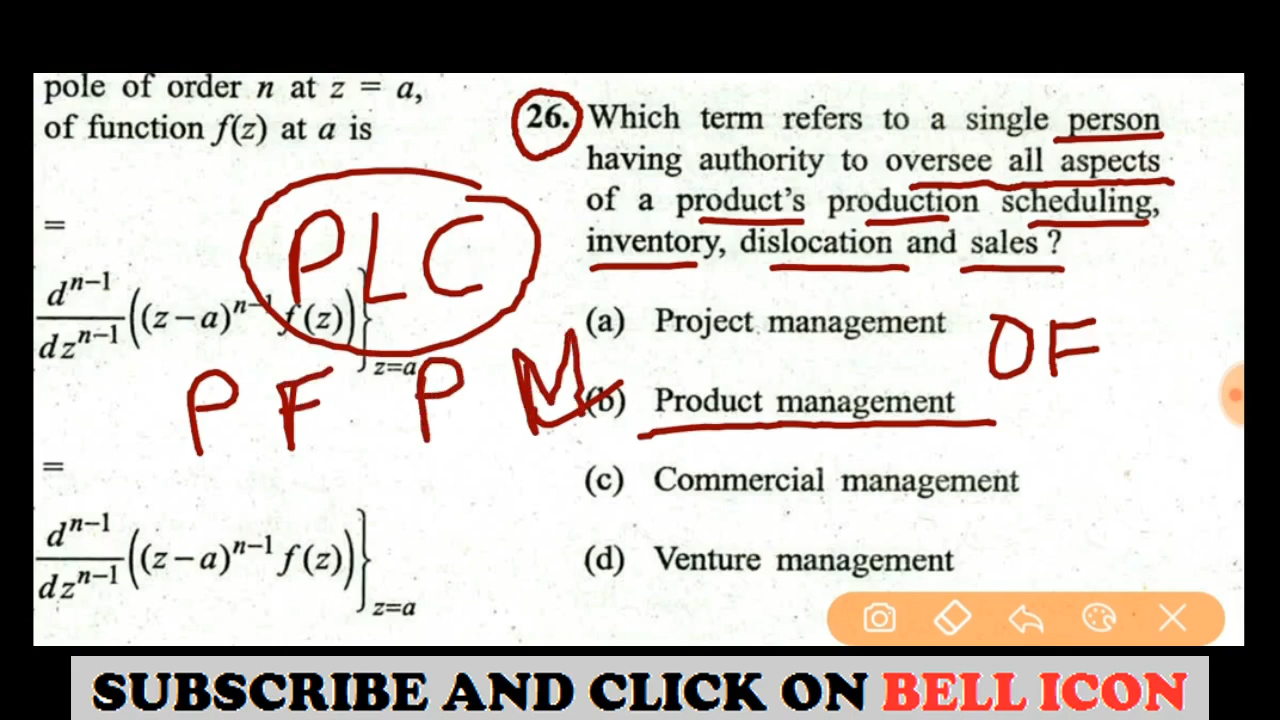 pole of order n at z = a,
of function f(z) at a is
=
d^{n-1}/dz^{n-1} ((z-a)^{n-1} f(z))}_{z=a}
=
d^{n-1}/dz^{n-1} ((z-a)^{n-1} f(z))}_{z=a}
PLC
P F P M
26. Which term refers to a single person
having authority to oversee all aspects
of a product's production scheduling,
inventory, dislocation and sales ?
(a) Project management
OF
(b) Product management
(c) Commercial management
(d) Venture management
SUBSCRIBE AND CLICK ON BELL ICON